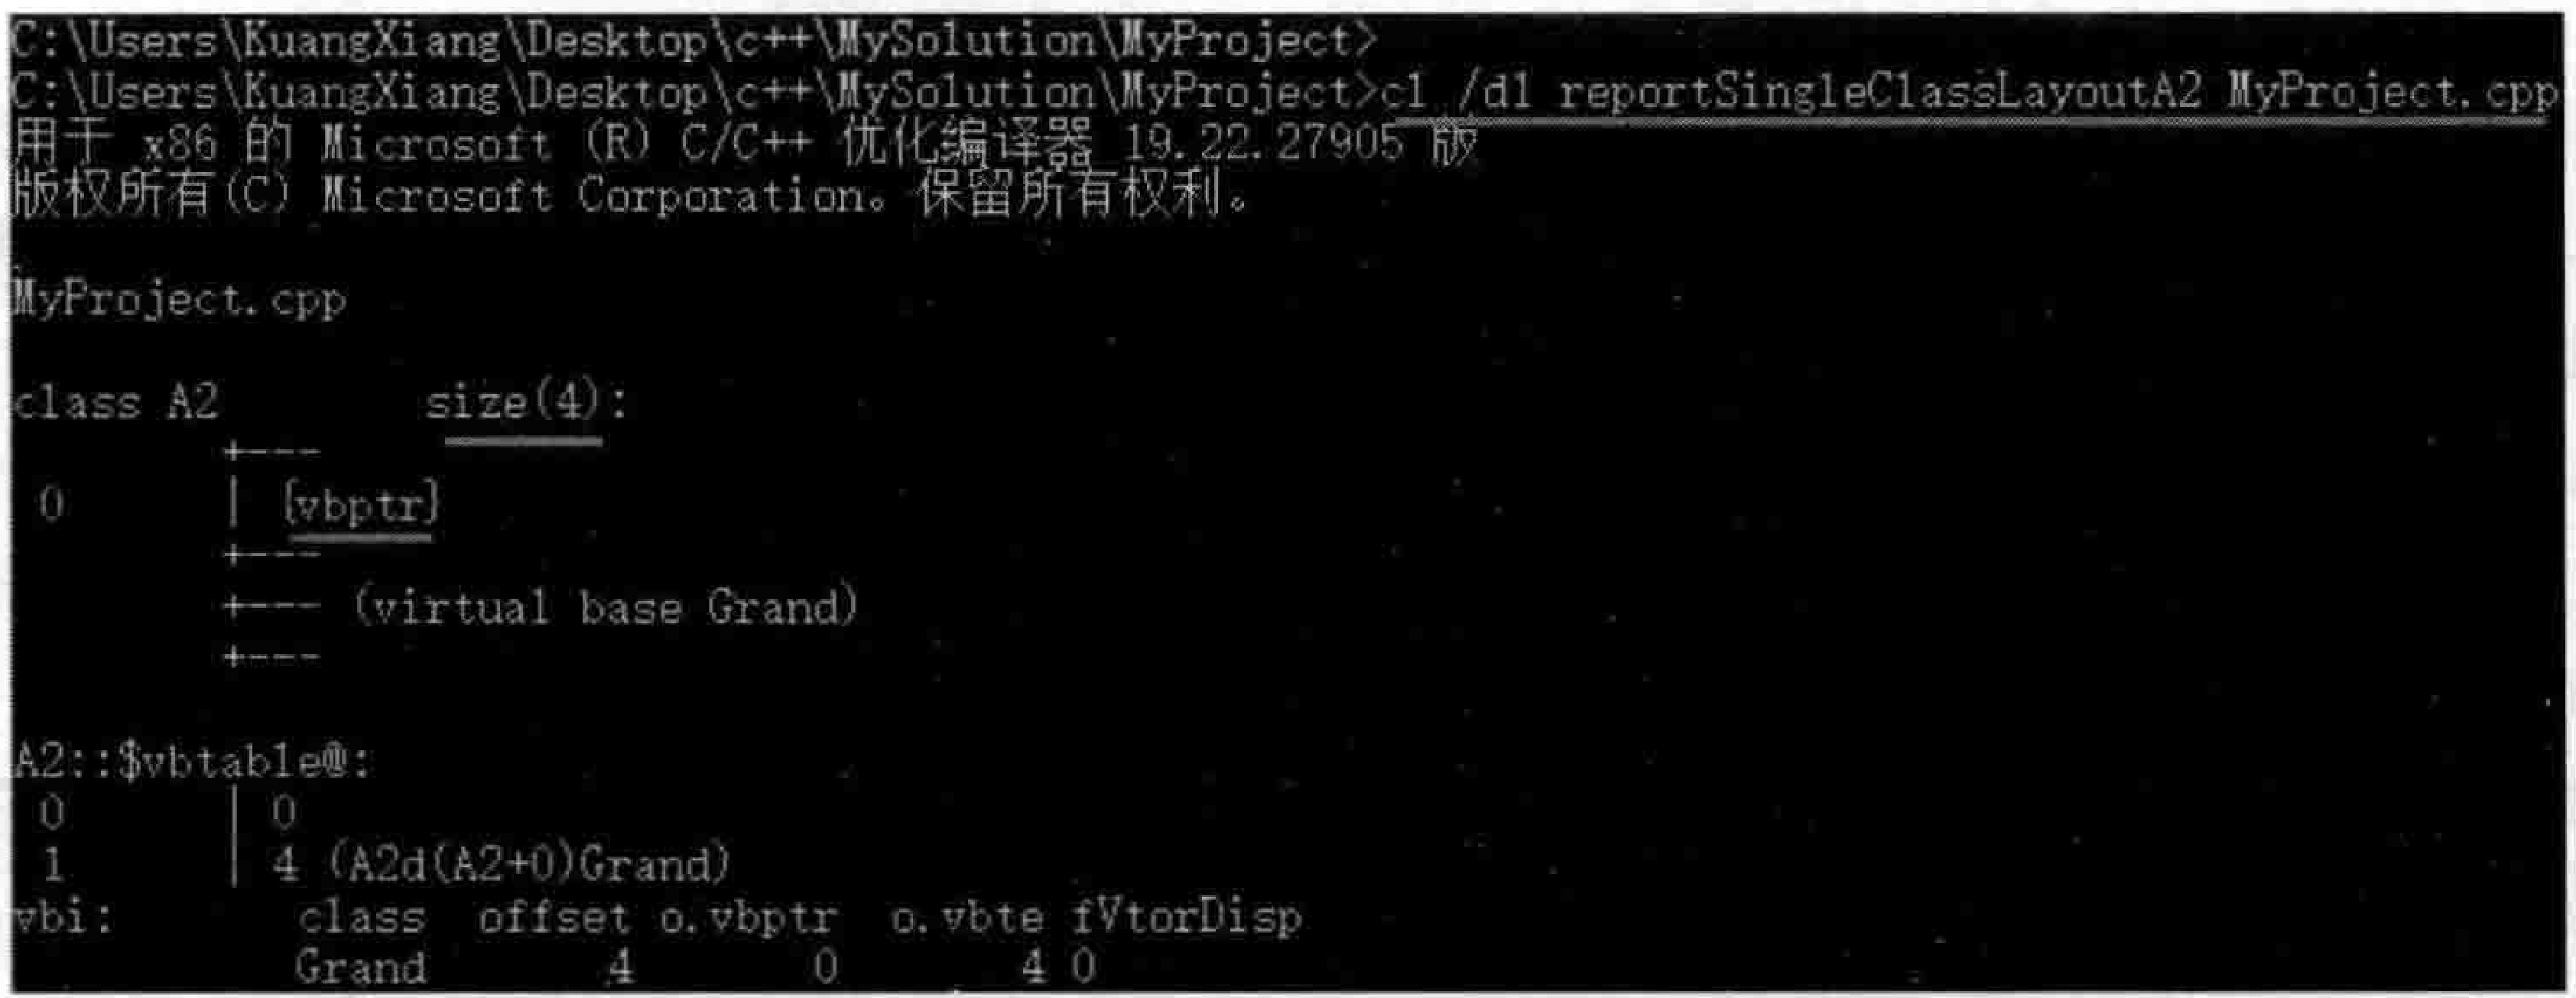 C:\Users\KuangXiang\Desktop\c++\MySolution\MyProject>
C:\Users\KuangXiang\Desktop\c++\MySolution\MyProject>cl /d1 reportSingleClassLayoutA2 MyProject.cpp
用于 x86 的 Microsoft (R) C/C++ 优化编译器 19.22.27905 版
版权所有(C) Microsoft Corporation。保留所有权利。
MyProject.cpp
class A2 size(4):
+---
0 | {vbptr}
+---
+--- (virtual base Grand)
+---
A2::$vbtable@:
0 | 0
1 | 4 (A2d(A2+0)Grand)
vbi: class offset o.vbptr o.vbte fVtorDisp
Grand 4 0 4 0